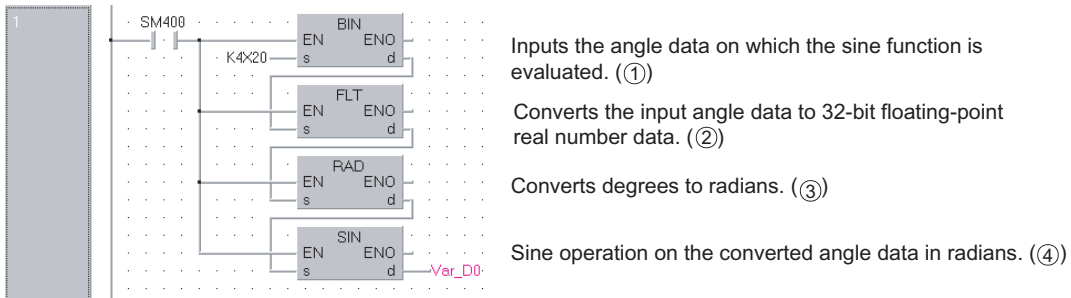 1
SM400
BIN
EN ENO
K4X20 s d
Inputs the angle data on which the sine function is
evaluated. (①)
FLT
EN ENO
s d
Converts the input angle data to 32-bit floating-point
real number data. (②)
RAD
EN ENO
s d
Converts degrees to radians. (③)
SIN
EN ENO
s d Var_D0
Sine operation on the converted angle data in radians. (④)